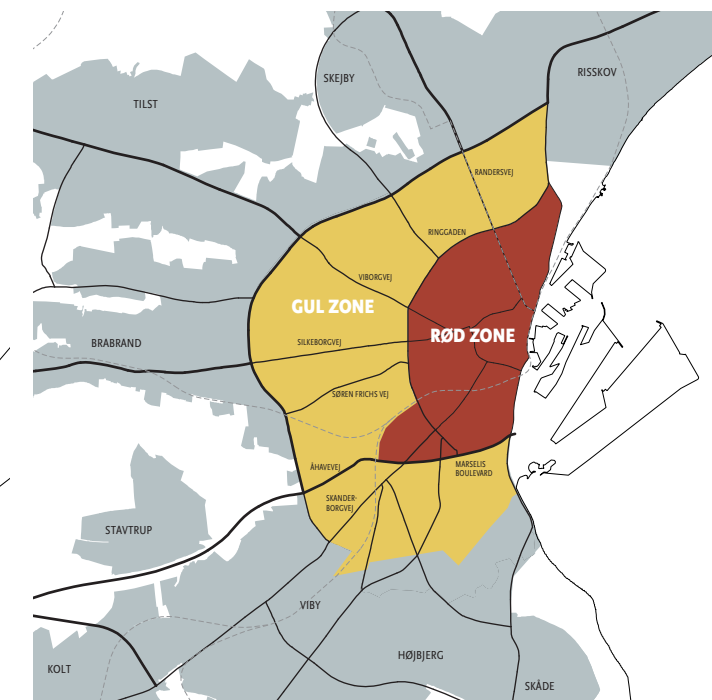 RISSKOV
SKEJBY
TILST
RANDERSVEJ
RINGGADEN
VIBORGVEJ
GUL ZONE
RØD ZONE
SILKEBORGVEJ
BRABRAND
SØREN FRICHS VEJ
ÅHAVEVEJ
MARSELIS
BOULEVARD
SKANDER-
BORGVEJ
STAVTRUP
VIBY
HØJBJERG
KOLT
SKÅDE